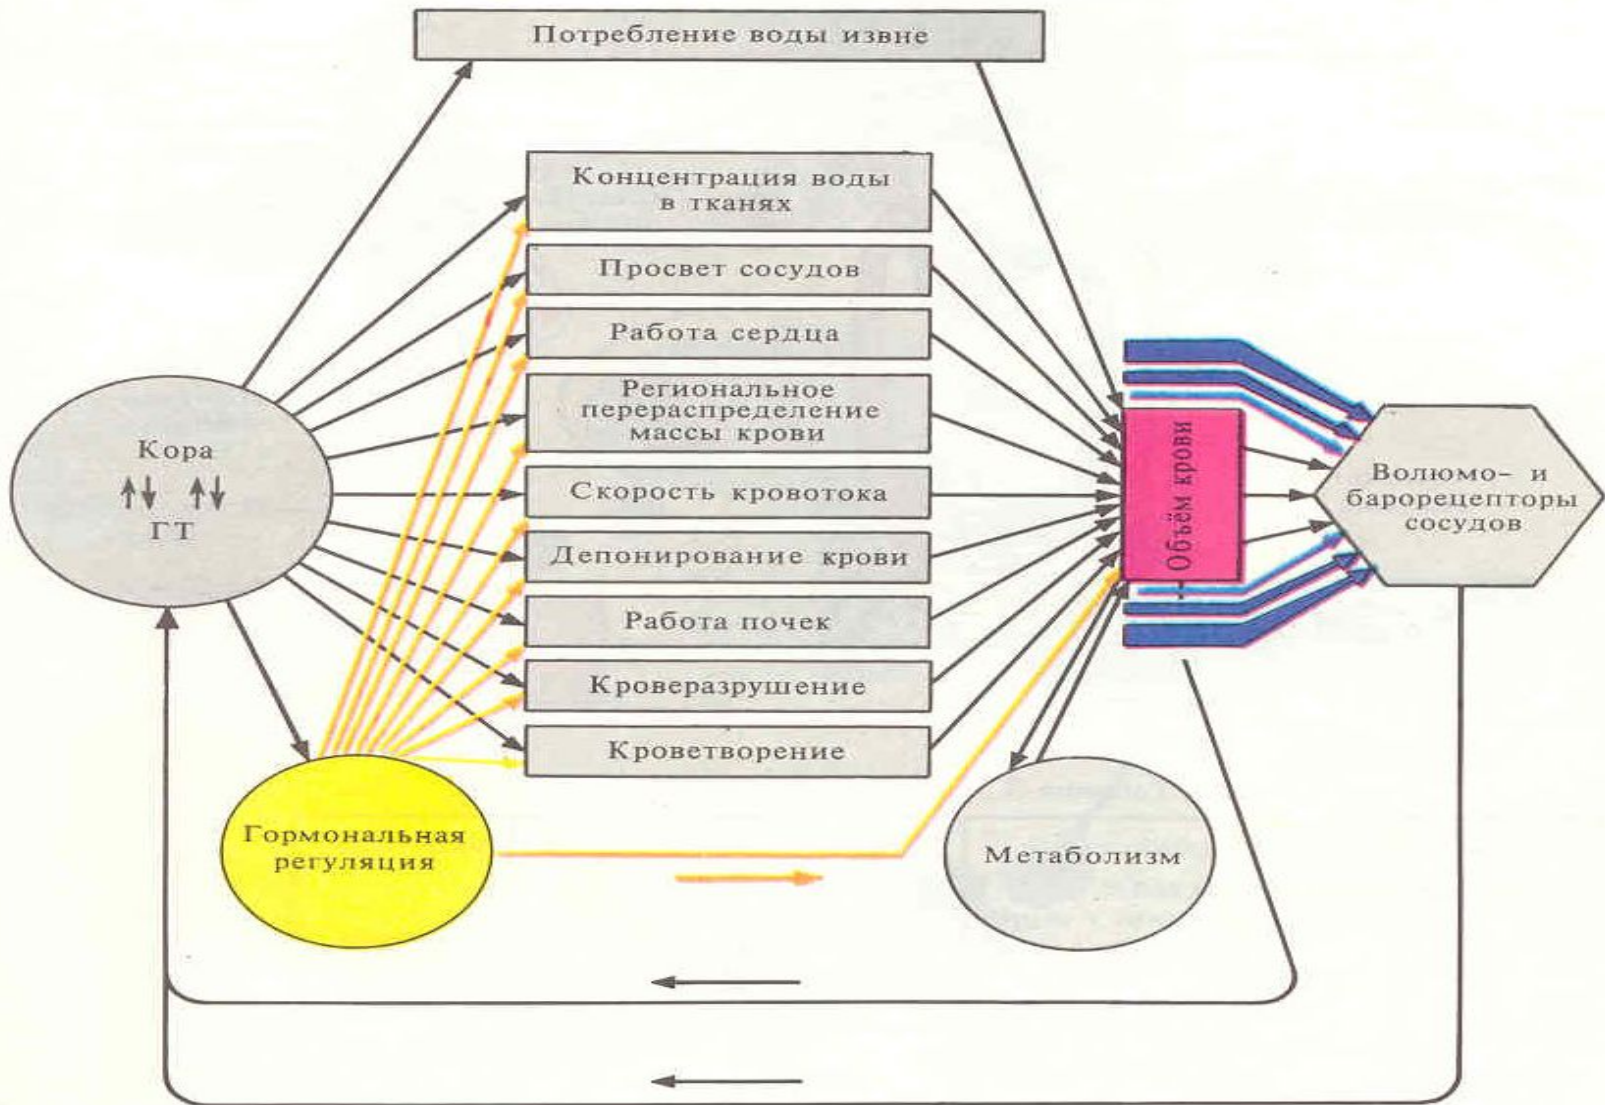 Потребление воды извне
Концентрация воды
в тканях
Просвет сосудов
Работа сердца
Региональное
перераспределение
массы крови
Скорость кровотока
Депонирование крови
Работа почек
Кроверазрушение
Кроветворение
Кора
ГТ
Гормональная
регуляция
Метаболизм
Объём крови
Волюмо- и
барорецепторы
сосудов